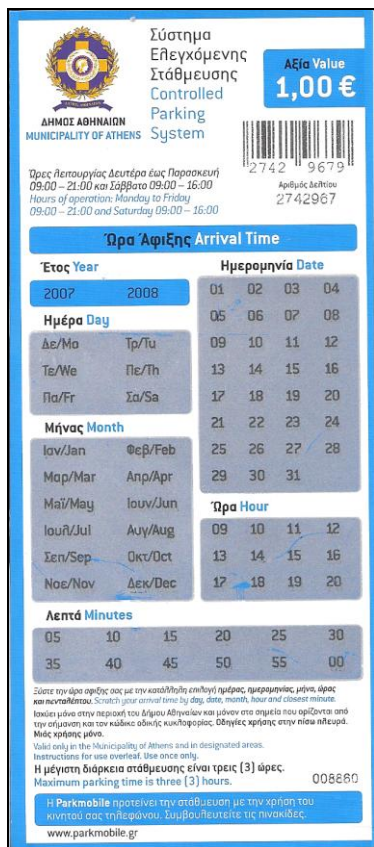 Σύστημα
Ελεγχόμενης
Στάθμευσης
Controlled
Parking
System
ΔΗΜΟΣ ΑΘΗΝΑΙΩΝ
MUNICIPALITY OF ATHENS
Αξία Value
1,00 €
2742 9679
Αριθμός Δελτίου
2742967
Ώρες λειτουργίας Δευτέρα έως Παρασκευή
09:00 – 21:00 και Σάββατο 09:00 – 16:00
Hours of operation: Monday to Friday
09:00 – 21:00 and Saturday 09:00 – 16:00
Ώρα Άφιξης Arrival Time
Έτος Year
2007 2008
Ημέρα Day
Δε/Mo Τρ/Tu
Τε/We Πε/Th
Πα/Fr Σα/Sa
Μήνας Month
Ιαν/Jan Φεβ/Feb
Μαρ/Mar Απρ/Apr
Μαϊ/May Ιουν/Jun
Ιουλ/Jul Αυγ/Aug
Σεπ/Sep Οκτ/Oct
Νοε/Nov Δεκ/Dec
Ημερομηνία Date
01 02 03 04
05 06 07 08
09 10 11 12
13 14 15 16
17 18 19 20
21 22 23 24
25 26 27 28
29 30 31
Ώρα Hour
09 10 11 12
13 14 15 16
17 18 19 20
Λεπτά Minutes
05 10 15 20 25 30
35 40 45 50 55 00
Ξύστε την ώρα αφιξης σας με την κατάλληλη επιλογή ημέρας, ημερομηνίας, μήνα, ώρας
και πενταλέπτου. Scratch your arrival time by day, date, month, hour and closest minute.
Ισχύει μόνο στην περιοχή του Δήμου Αθηναίων και μόνον στα σημεία που ορίζονται από
την σήμανση και τον κώδικα οδικής κυκλοφορίας. Οδηγίες χρήσης στην πίσω πλευρά.
Μιάς χρήσης μόνο.
Valid only in the Municipality of Athens and in designated areas.
Instructions for use overleaf. Use once only.
Η μέγιστη διάρκεια στάθμευσης είναι τρεις (3) ώρες.
Maximum parking time is three (3) hours.
008860
Η Parkmobile προτείνει την στάθμευση με την χρήση του
κινητού σας τηλεφώνου. Συμβουλευτείτε τις πινακίδες.
www.parkmobile.gr